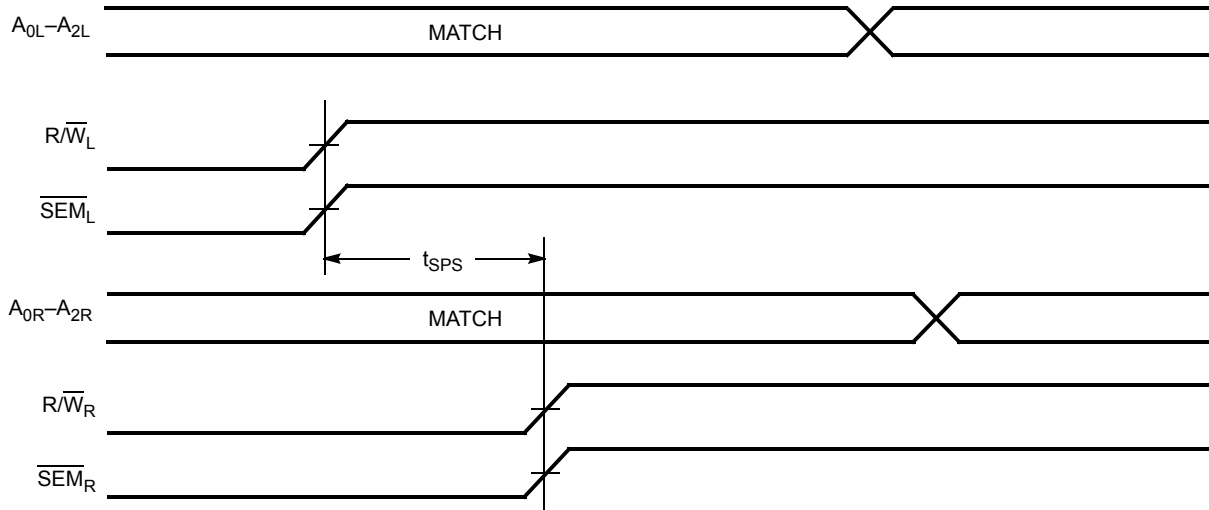 A0L–A2L
MATCH
R/W̅L
S̅E̅M̅L
tSPS
A0R–A2R
MATCH
R/W̅R
S̅E̅M̅R